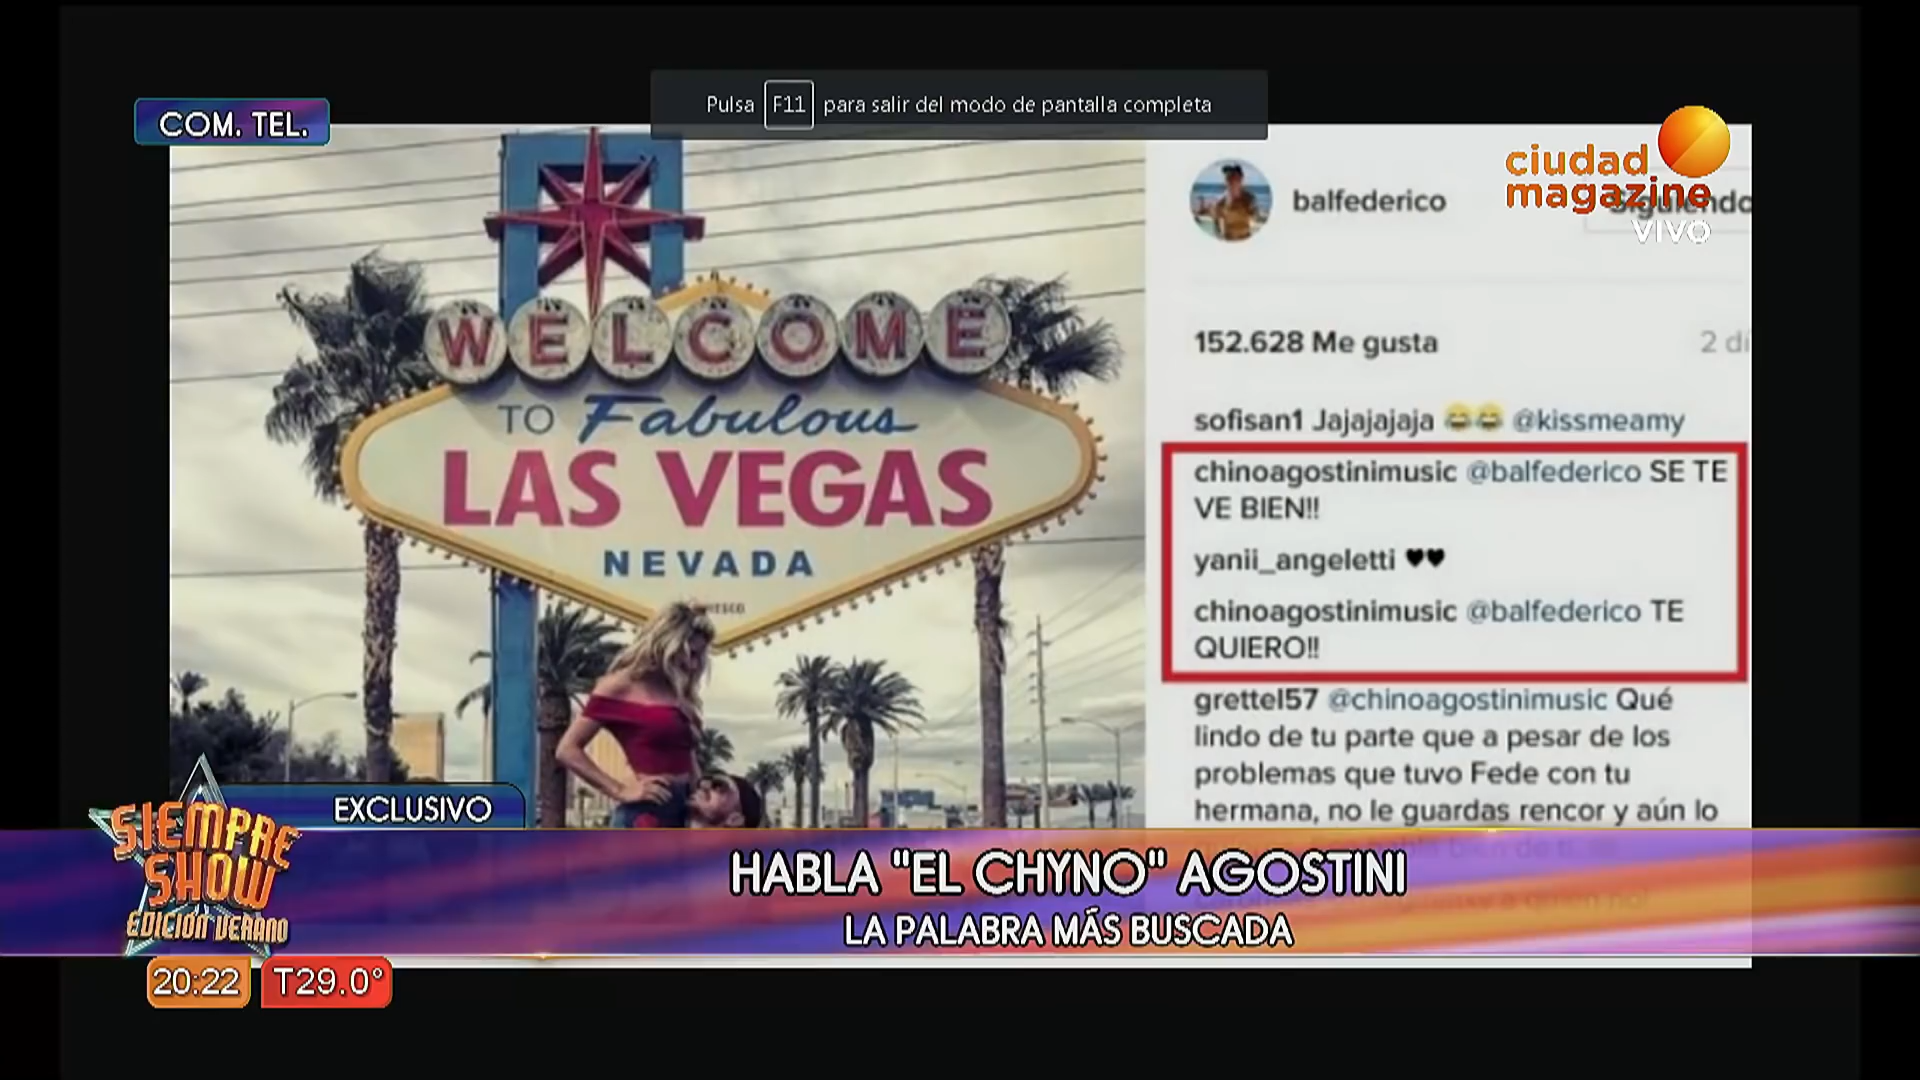 Pulsa F11 para salir del modo de pantalla completa
COM. TEL.
ciudad
magazine
VIVO
WELCOME
TO Fabulous
LAS VEGAS
NEVADA
balfederico
Siguiendo
152.628 Me gusta
2 dí
sofisan1 Jajajajaja 😂😂 @kissmeamy
chinoagostinimusic @balfederico SE TE
VE BIEN!!
yanii_angeletti ♥♥
chinoagostinimusic @balfederico TE
QUIERO!!
grettel57 @chinoagostinimusic Qué
lindo de tu parte que a pesar de los
problemas que tuvo Fede con tu
hermana, no le guardas rencor y aún lo
EXCLUSIVO
SIEMPRE
SHOW
EDICIÓN VERANO
HABLA "EL CHYNO" AGOSTINI
LA PALABRA MÁS BUSCADA
20:22
T29.0°